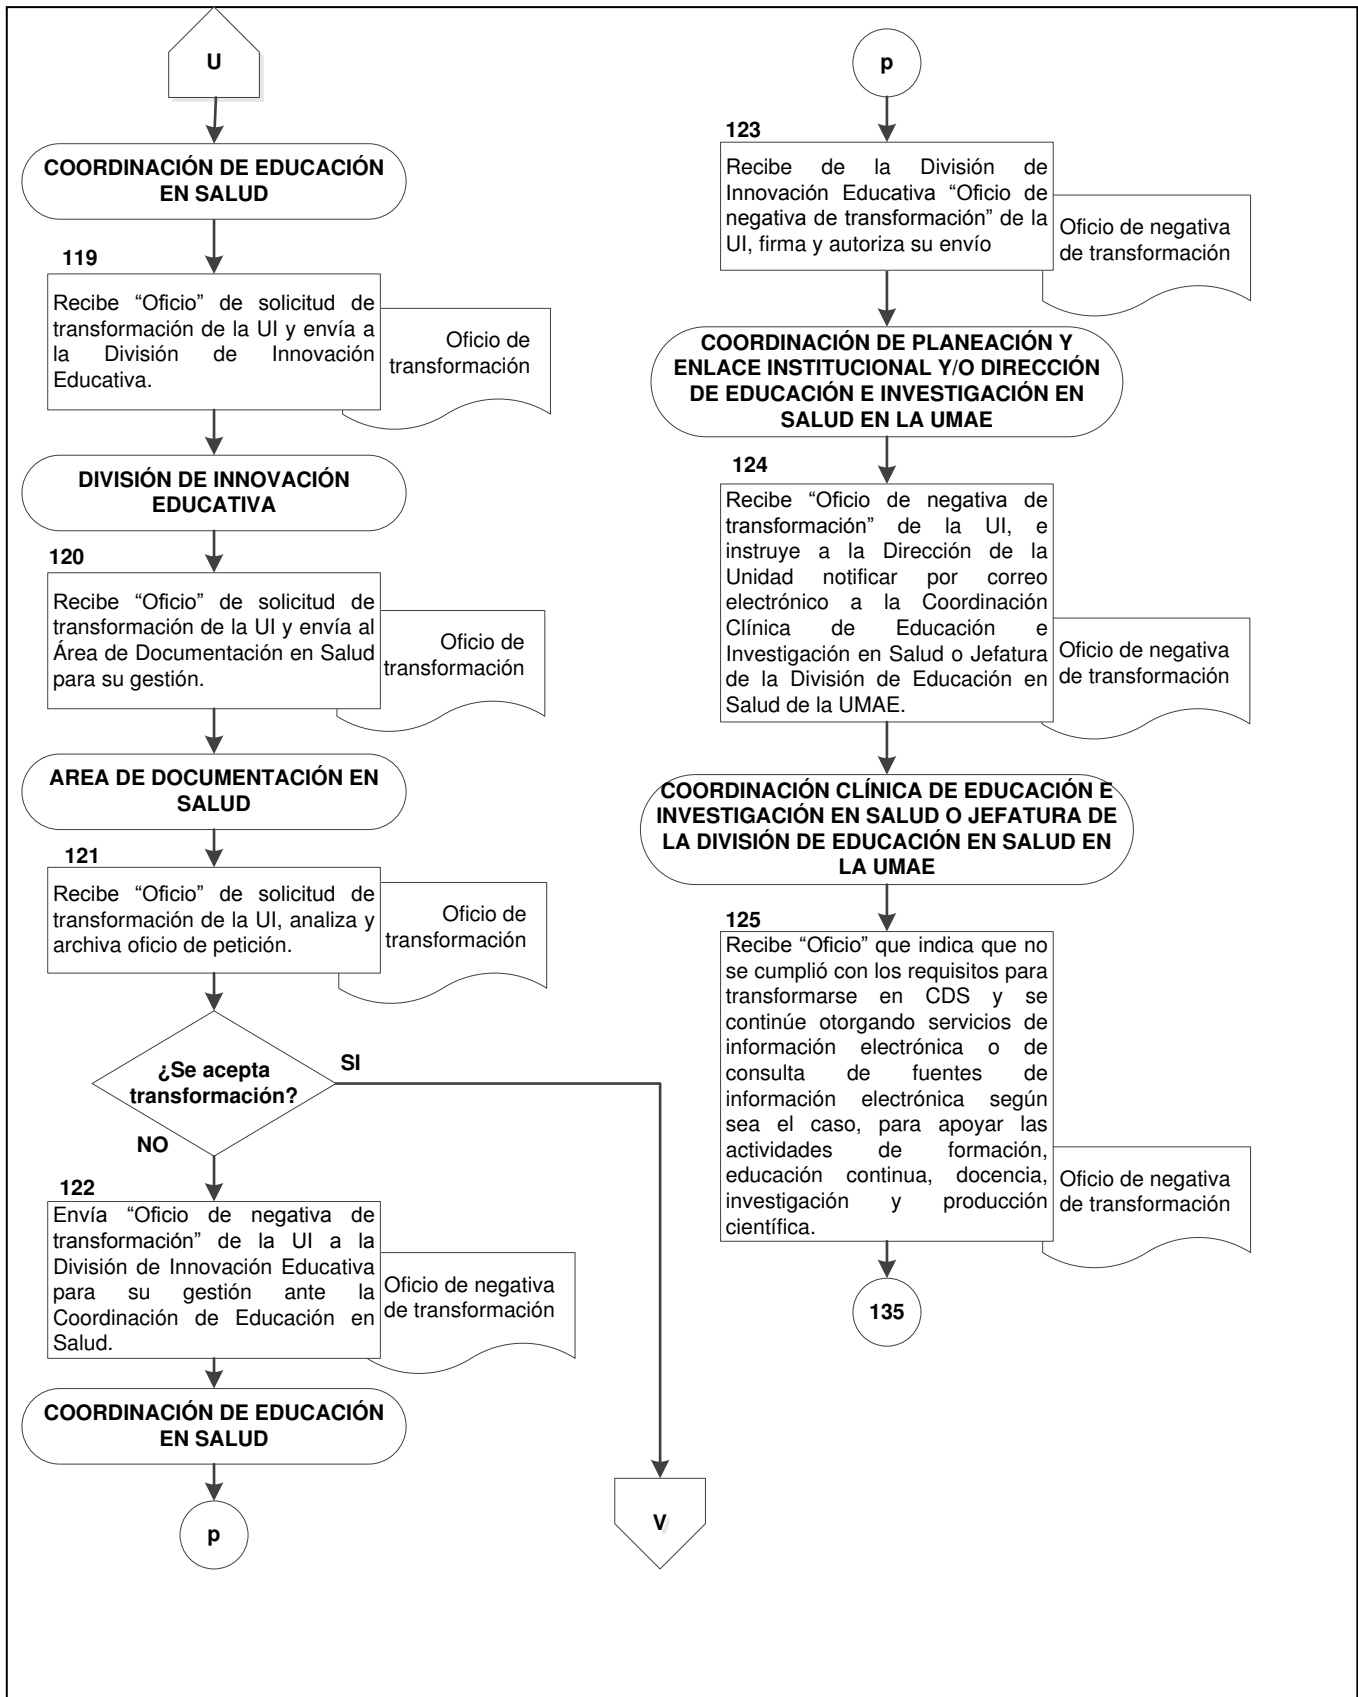 U
COORDINACIÓN DE EDUCACIÓN
EN SALUD
119
Recibe “Oficio” de solicitud de
transformación de la UI y envía a
la División de Innovación
Educativa.
Oficio de
transformación
DIVISIÓN DE INNOVACIÓN
EDUCATIVA
120
Recibe “Oficio” de solicitud de
transformación de la UI y envía al
Área de Documentación en Salud
para su gestión.
Oficio de
transformación
AREA DE DOCUMENTACIÓN EN
SALUD
121
Recibe “Oficio” de solicitud de
transformación de la UI, analiza y
archiva oficio de petición.
Oficio de
transformación
¿Se acepta
transformación?
SI
NO
122
Envía “Oficio de negativa de
transformación” de la UI a la
División de Innovación Educativa
para su gestión ante la
Coordinación de Educación en
Salud.
Oficio de negativa
de transformación
COORDINACIÓN DE EDUCACIÓN
EN SALUD
p
V
p
123
Recibe de la División de
Innovación Educativa “Oficio de
negativa de transformación” de la
UI, firma y autoriza su envío
Oficio de negativa
de transformación
COORDINACIÓN DE PLANEACIÓN Y
ENLACE INSTITUCIONAL Y/O DIRECCIÓN
DE EDUCACIÓN E INVESTIGACIÓN EN
SALUD EN LA UMAE
124
Recibe “Oficio de negativa de
transformación” de la UI, e
instruye a la Dirección de la
Unidad notificar por correo
electrónico a la Coordinación
Clínica de Educación e
Investigación en Salud o Jefatura
de la División de Educación en
Salud de la UMAE.
Oficio de negativa
de transformación
COORDINACIÓN CLÍNICA DE EDUCACIÓN E
INVESTIGACIÓN EN SALUD O JEFATURA DE
LA DIVISIÓN DE EDUCACIÓN EN SALUD EN
LA UMAE
125
Recibe “Oficio” que indica que no
se cumplió con los requisitos para
transformarse en CDS y se
continúe otorgando servicios de
información electrónica o de
consulta de fuentes de
información electrónica según
sea el caso, para apoyar las
actividades de formación,
educación continua, docencia,
investigación y producción
científica.
Oficio de negativa
de transformación
135